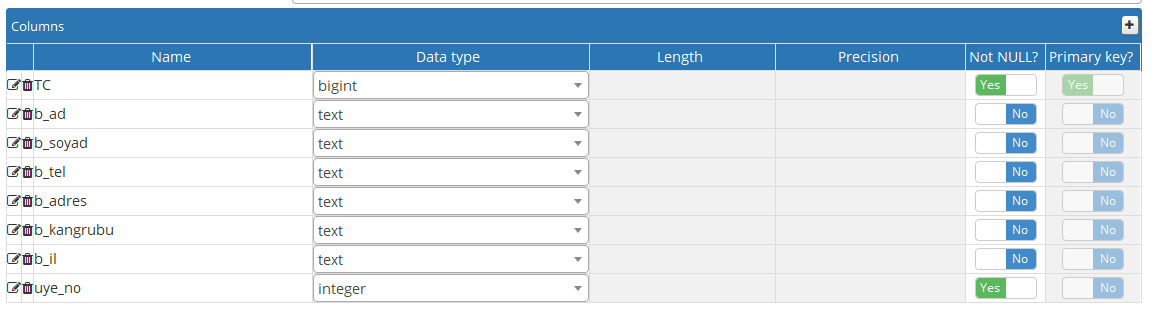 Columns
Name Data type Length Precision Not NULL? Primary key?
TC bigint Yes Yes
b_ad text No No
b_soyad text No No
b_tel text No No
b_adres text No No
b_kangrubu text No No
b_il text No No
uye_no integer Yes No